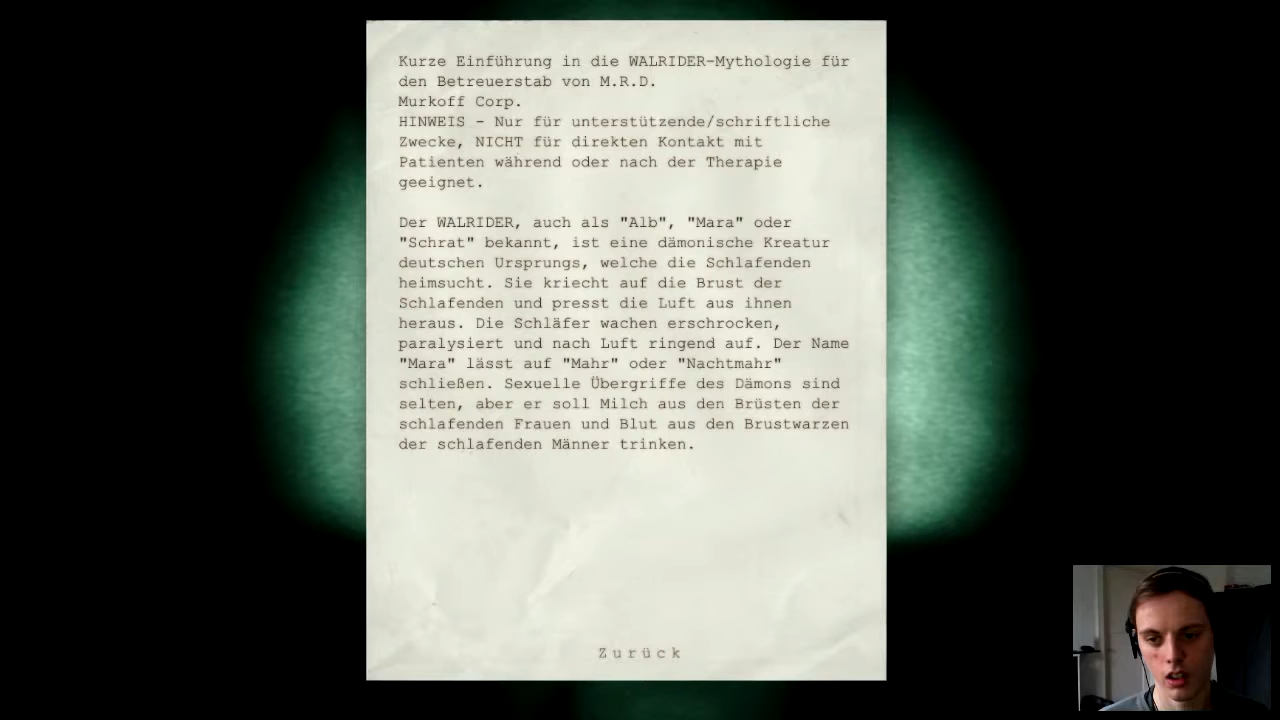 Kurze Einführung in die WALRIDER-Mythologie für
den Betreuerstab von M.R.D.
Murkoff Corp.
HINWEIS - Nur für unterstützende/schriftliche
Zwecke, NICHT für direkten Kontakt mit
Patienten während oder nach der Therapie
geeignet.
Der WALRIDER, auch als "Alb", "Mara" oder
"Schrat" bekannt, ist eine dämonische Kreatur
deutschen Ursprungs, welche die Schlafenden
heimsucht. Sie kriecht auf die Brust der
Schlafenden und presst die Luft aus ihnen
heraus. Die Schläfer wachen erschrocken,
paralysiert und nach Luft ringend auf. Der Name
"Mara" lässt auf "Mahr" oder "Nachtmahr"
schließen. Sexuelle Übergriffe des Dämons sind
selten, aber er soll Milch aus den Brüsten der
schlafenden Frauen und Blut aus den Brustwarzen
der schlafenden Männer trinken.
Zurück